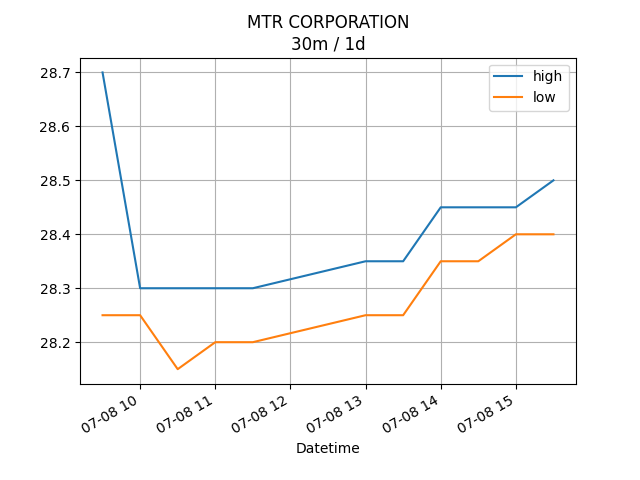 MTR CORPORATION
30m / 1d
high
low
28.7
28.6
28.5
28.4
28.3
28.2
07-08 10
07-08 11
07-08 12
07-08 13
07-08 14
07-08 15
Datetime